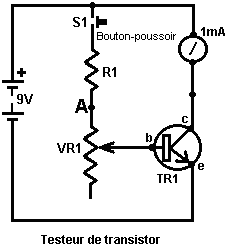 S1
1mA
Bouton-poussoir
+
R1
9V
A
c
VR1
b
e
TR1
Testeur de transistor